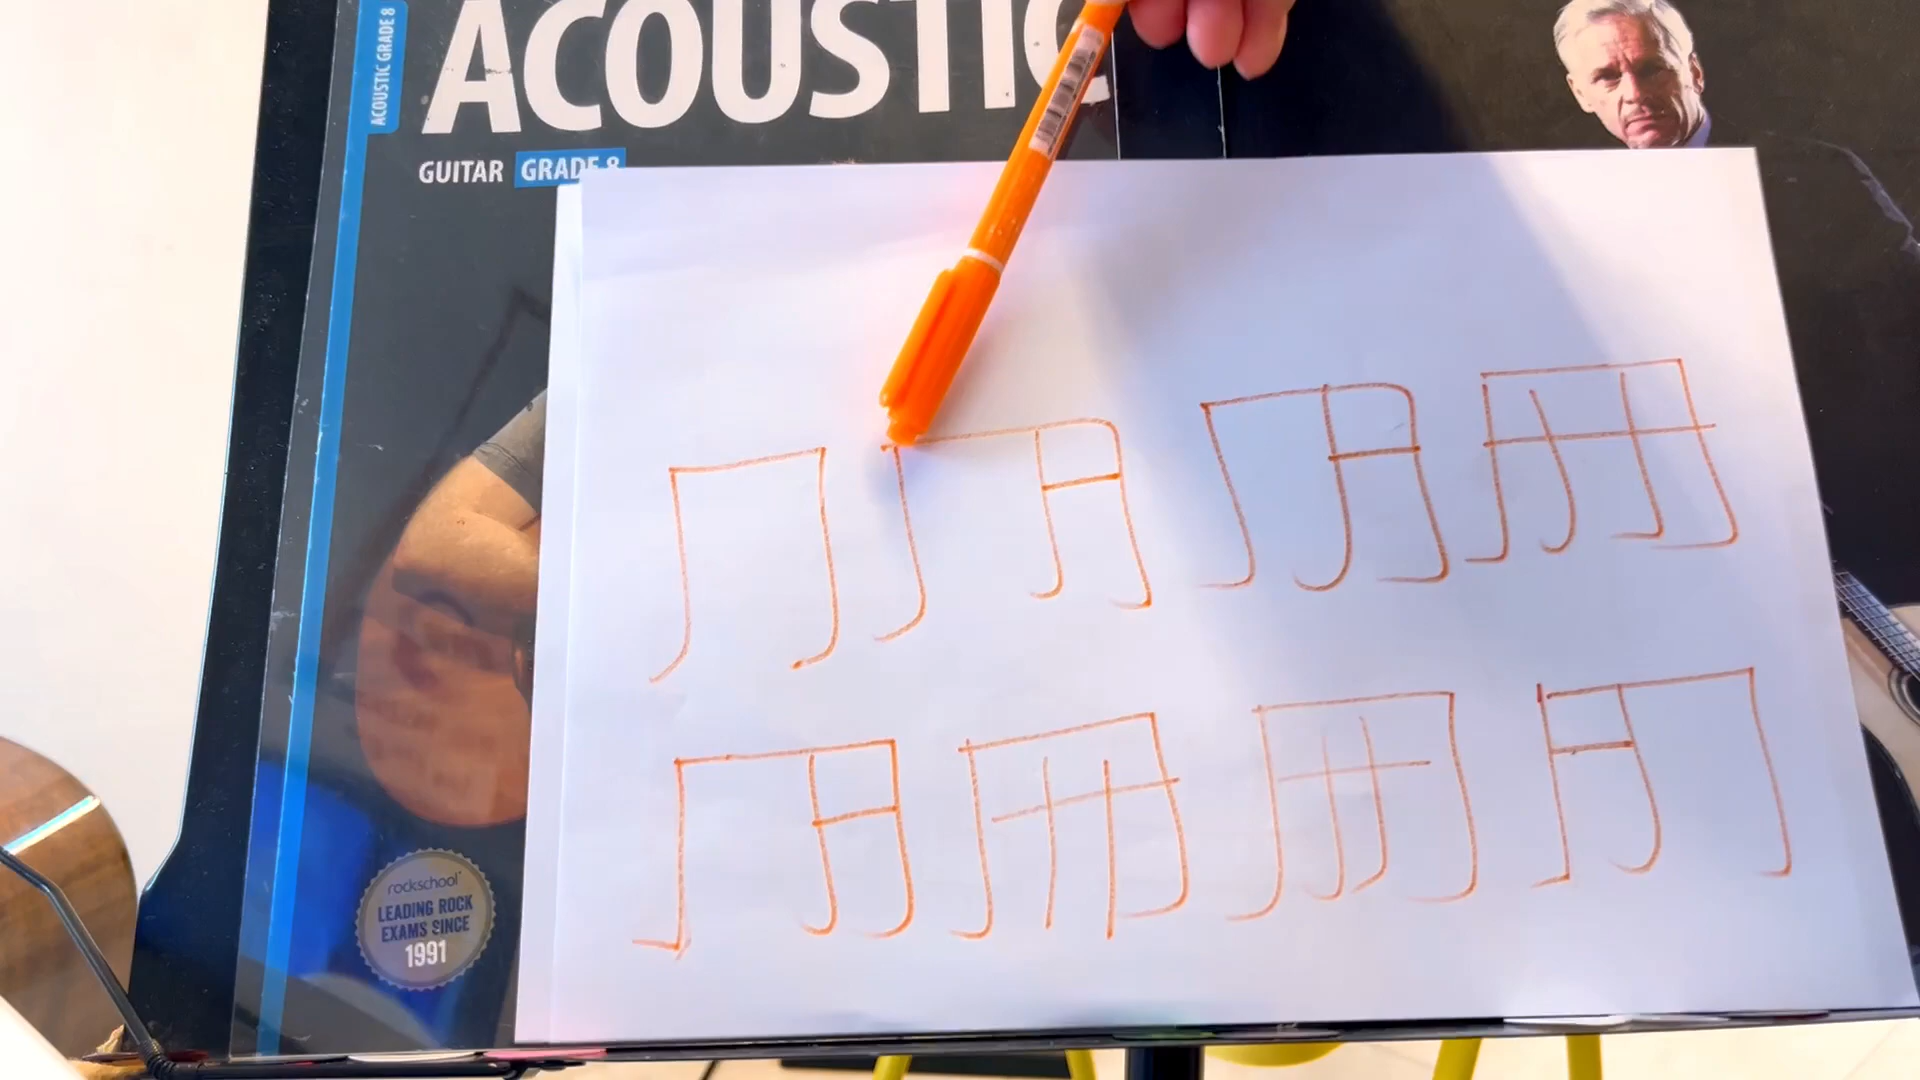 ACOUSTIC GRADE 8
ACOUSTIC
GUITAR GRADE 8
rockschool
LEADING ROCK
EXAMS SINCE
1991